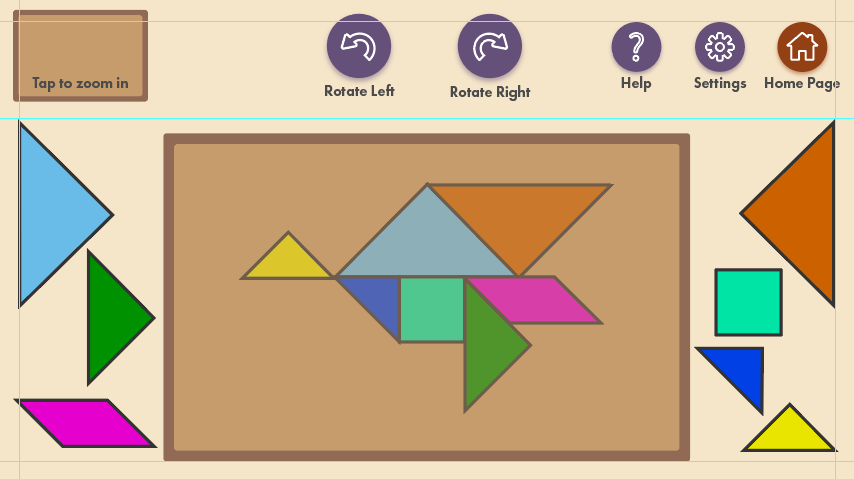 Tap to zoom in
Rotate Left
Rotate Right
?
Help
Settings
Home Page